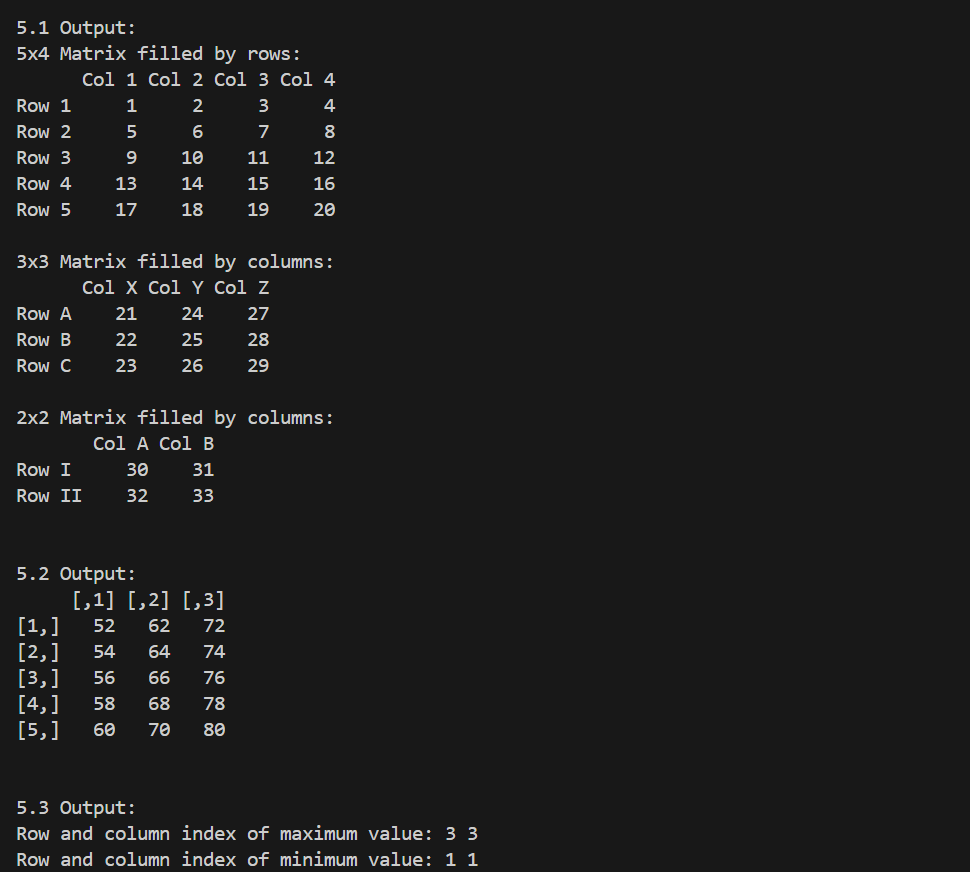 5.1 Output:
5x4 Matrix filled by rows:
      Col 1 Col 2 Col 3 Col 4
Row 1     1     2     3     4
Row 2     5     6     7     8
Row 3     9    10    11    12
Row 4    13    14    15    16
Row 5    17    18    19    20

3x3 Matrix filled by columns:
      Col X Col Y Col Z
Row A    21    24    27
Row B    22    25    28
Row C    23    26    29

2x2 Matrix filled by columns:
       Col A Col B
Row I     30    31
Row II    32    33


5.2 Output:
     [,1] [,2] [,3]
[1,]   52   62   72
[2,]   54   64   74
[3,]   56   66   76
[4,]   58   68   78
[5,]   60   70   80


5.3 Output:
Row and column index of maximum value: 3 3
Row and column index of minimum value: 1 1